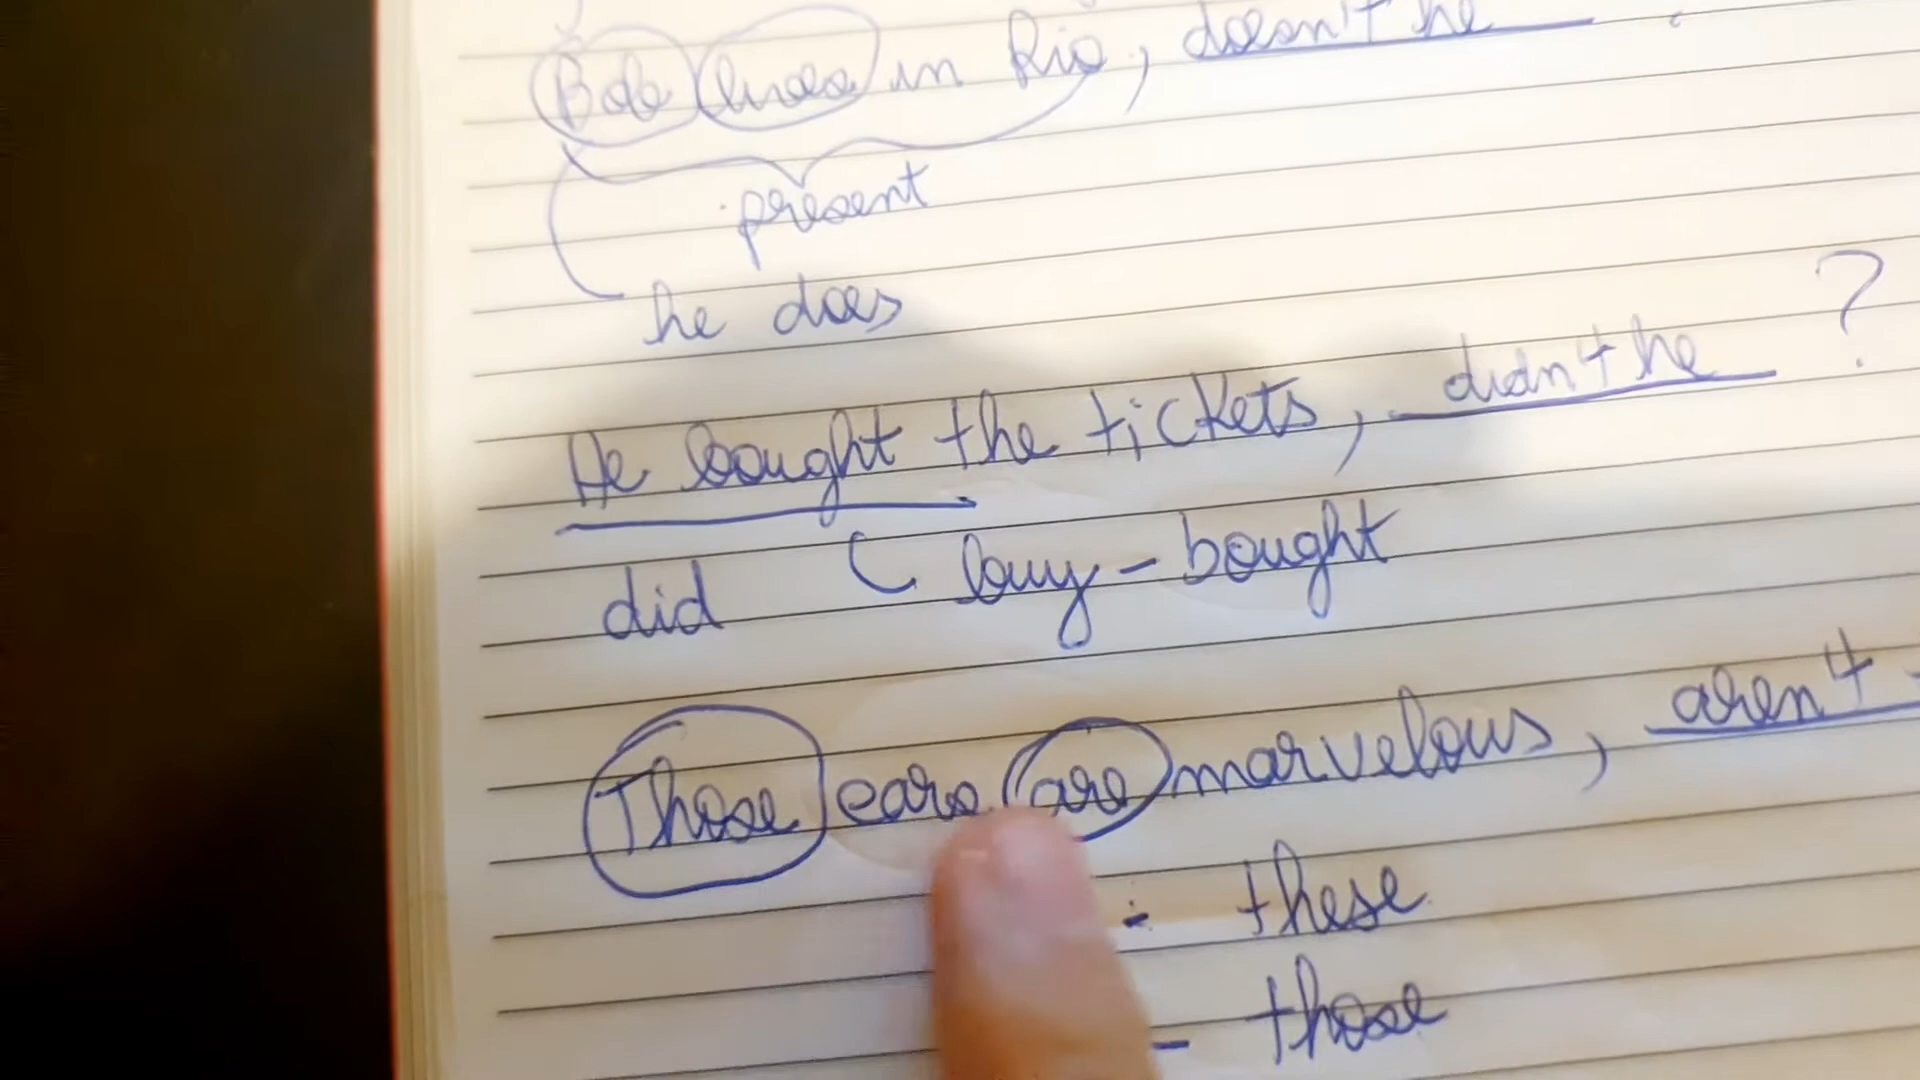 Bob lives in Rio, doesn't he
present
he does
He bought the tickets, didn't he ?
did buy - bought
Those cars are marvelous, aren't
- these
- those